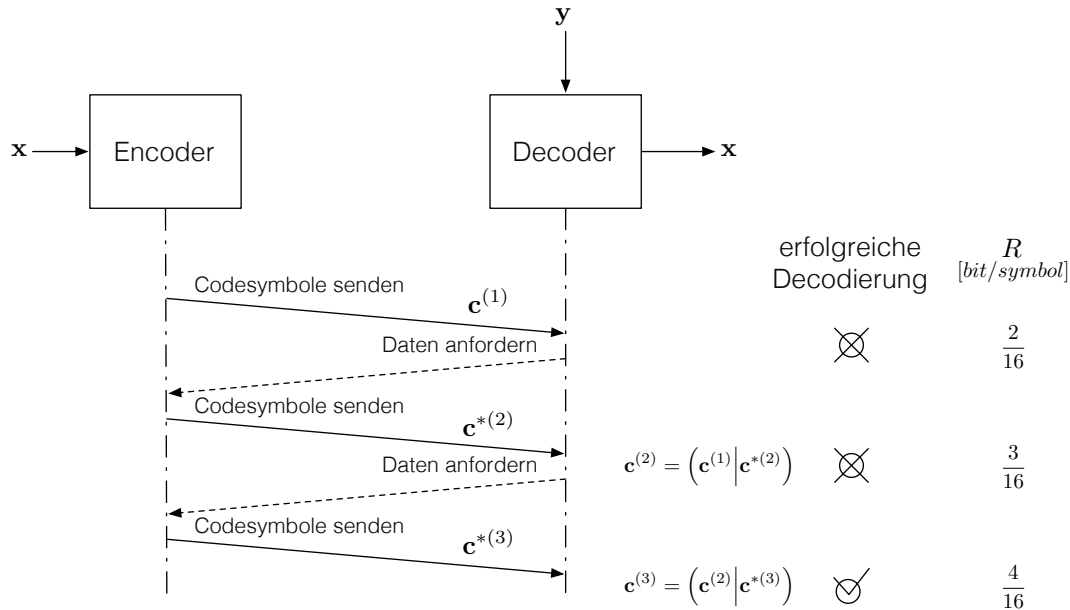 𝐲
𝐱
Encoder
Decoder
𝐱
erfolgreiche
Decodierung
R
[bit/symbol]
Codesymbole senden
𝐜⁽¹⁾
Daten anfordern
2/16
Codesymbole senden
𝐜*⁽²⁾
Daten anfordern
𝐜⁽²⁾ = (𝐜⁽¹⁾|𝐜*⁽²⁾)
3/16
Codesymbole senden
𝐜*⁽³⁾
𝐜⁽³⁾ = (𝐜⁽²⁾|𝐜*⁽³⁾)
4/16